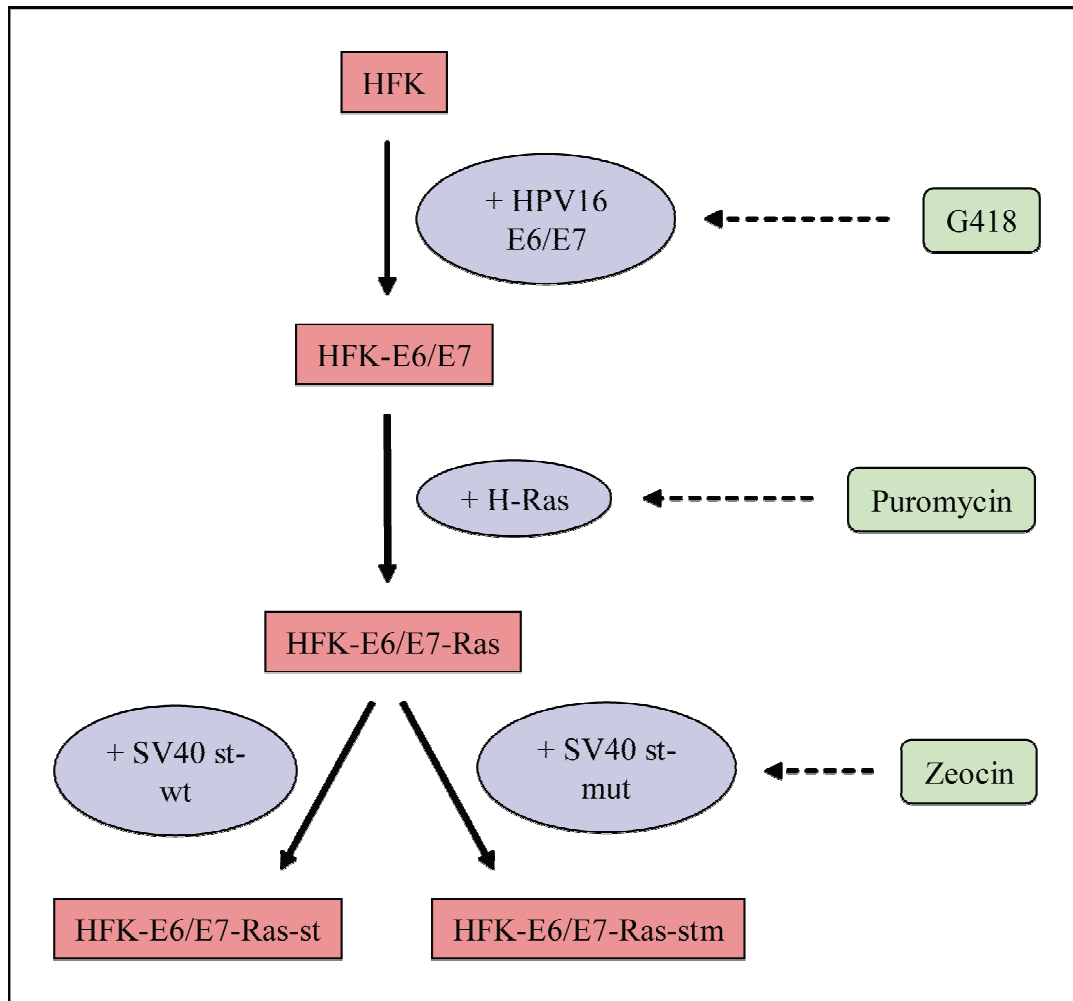 HFK
+ HPV16
E6/E7
G418
HFK-E6/E7
+ H-Ras
Puromycin
HFK-E6/E7-Ras
+ SV40 st-
wt
+ SV40 st-
mut
Zeocin
HFK-E6/E7-Ras-st
HFK-E6/E7-Ras-stm